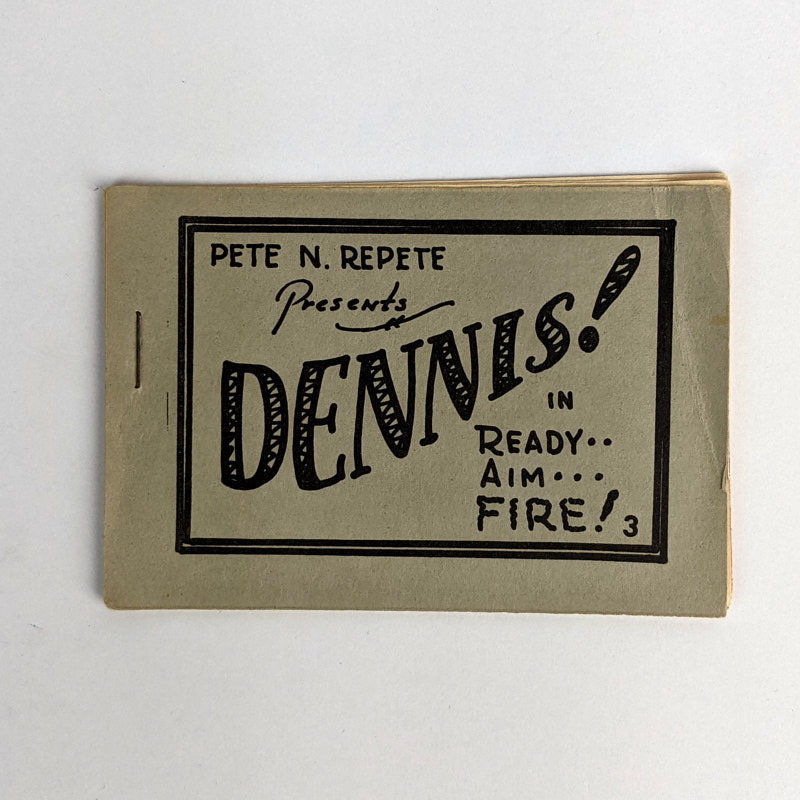 PETE N. REPETE
Presents
DENNIS!
IN
READY..
AIM...
FIRE! 3